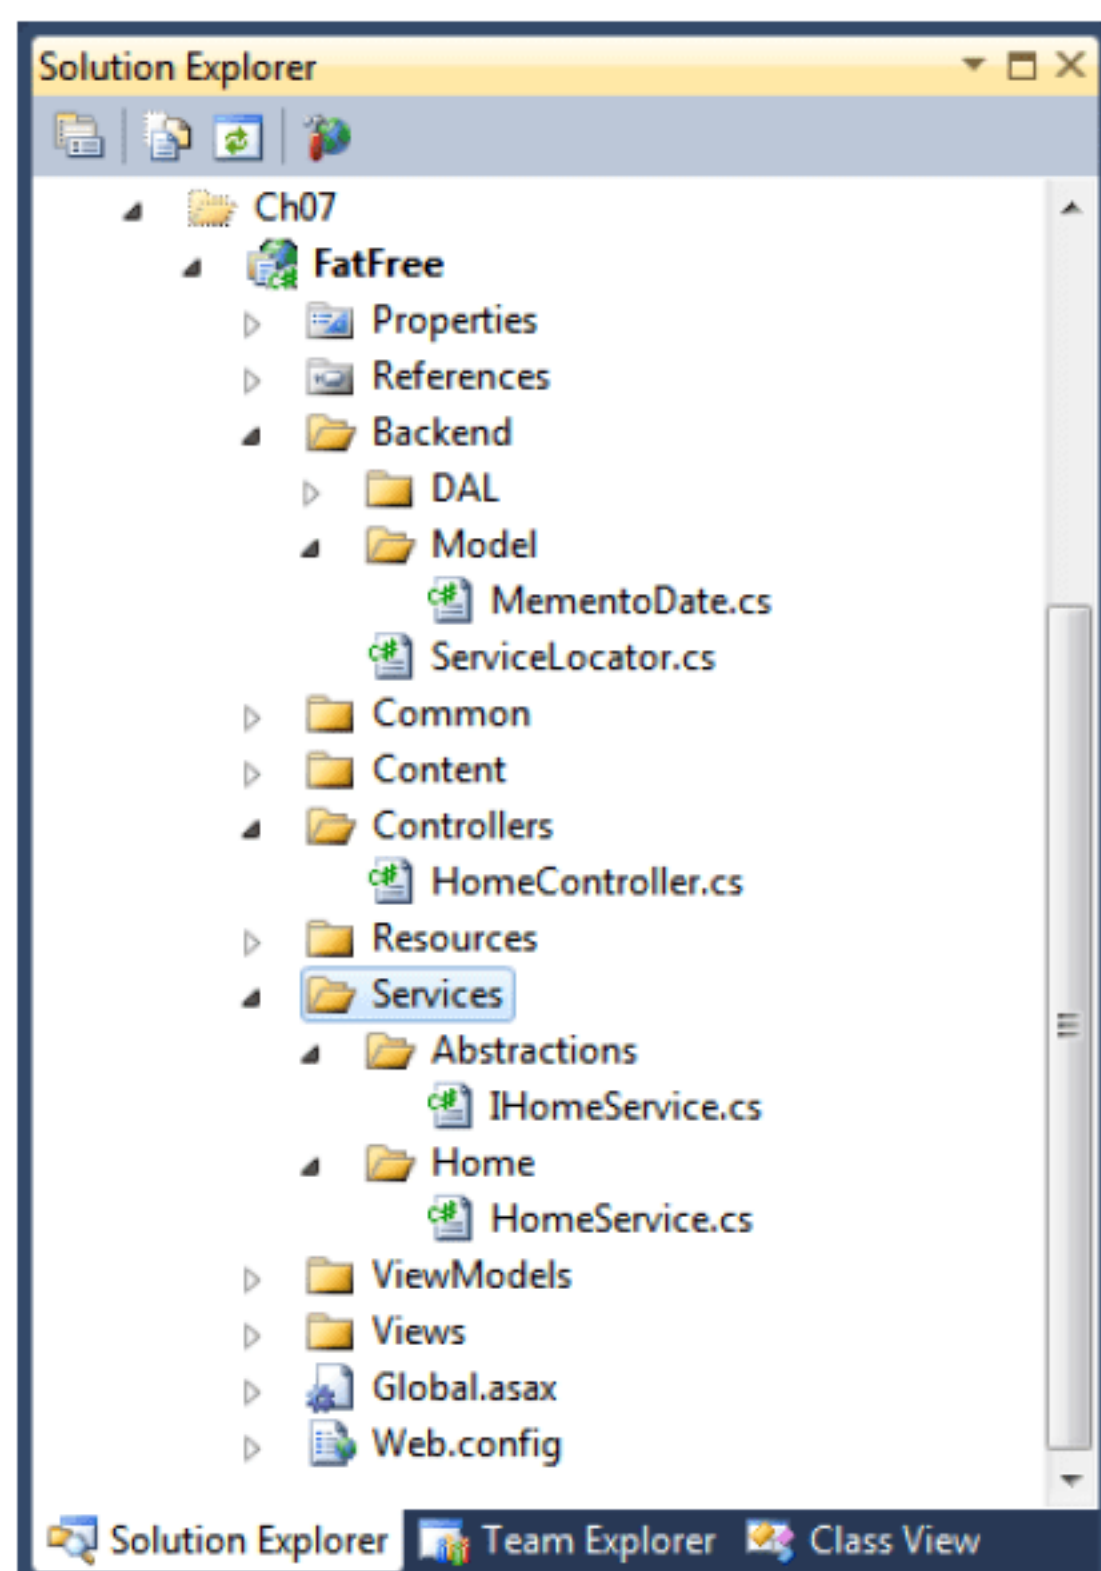 Solution Explorer
Ch07
FatFree
Properties
References
Backend
DAL
Model
MementoDate.cs
ServiceLocator.cs
Common
Content
Controllers
HomeController.cs
Resources
Services
Abstractions
IHomeService.cs
Home
HomeService.cs
ViewModels
Views
Global.asax
Web.config
Solution Explorer Team Explorer Class View